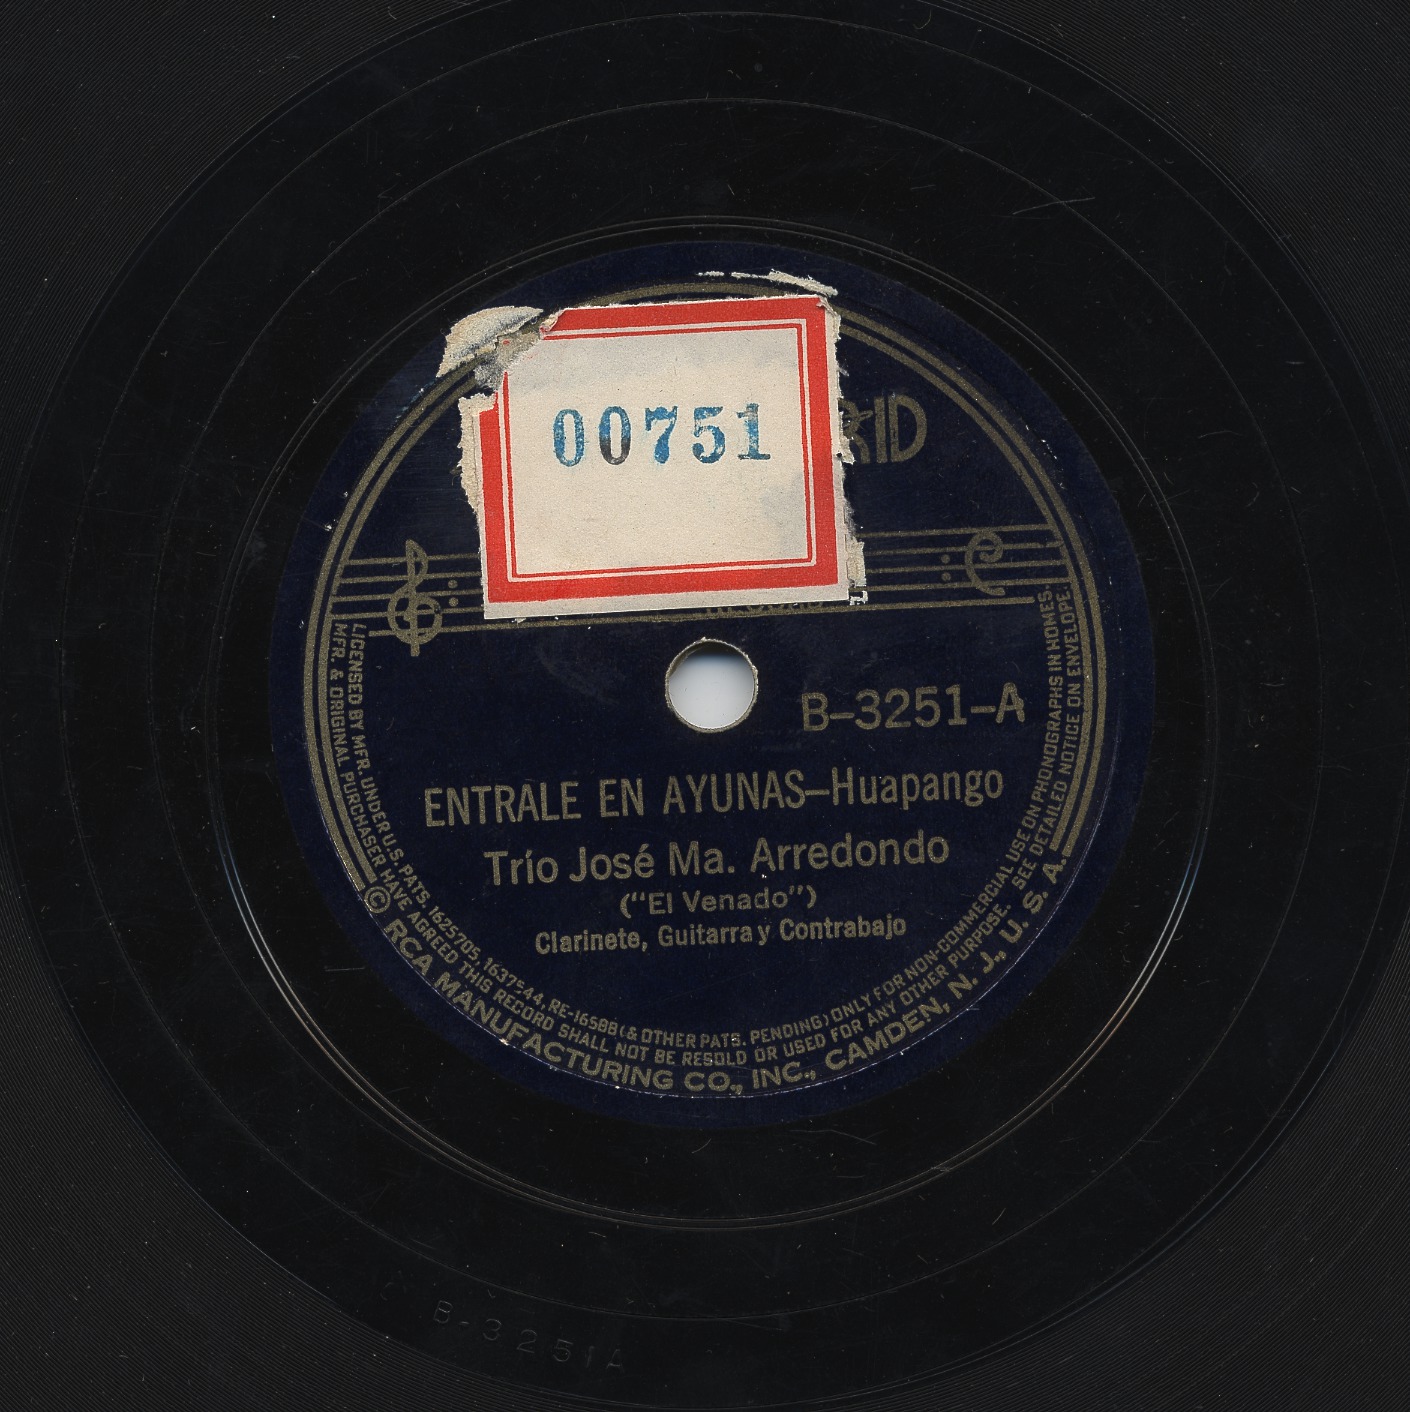 00751
B-3251-A
ENTRALE EN AYUNAS-Huapango
Trío José Ma. Arredondo
("El Venado")
Clarinete, Guitarra y Contrabajo
LICENSED BY MFR. UNDER U.S. PATS. 1625705, 1637544, RE-16588 (& OTHER PATS. PENDING) ONLY FOR NON-COMMERCIAL USE ON PHONOGRAPHS IN HOMES.
MFR. & ORIGINAL PURCHASER HAVE AGREED THIS RECORD SHALL NOT BE RESOLD OR USED FOR ANY OTHER PURPOSE. SEE DETAILED NOTICE ON ENVELOPE.
© RCA MANUFACTURING CO., INC., CAMDEN, N. J., U. S. A.
B-3251A